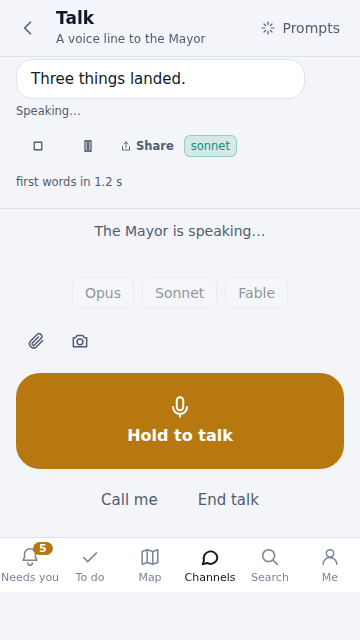 Talk
A voice line to the Mayor
Prompts
Three things landed.
Speaking…
Share
sonnet
first words in 1.2 s
The Mayor is speaking…
Opus
Sonnet
Fable
Hold to talk
Call me
End talk
5
Needs you
To do
Map
Channels
Search
Me